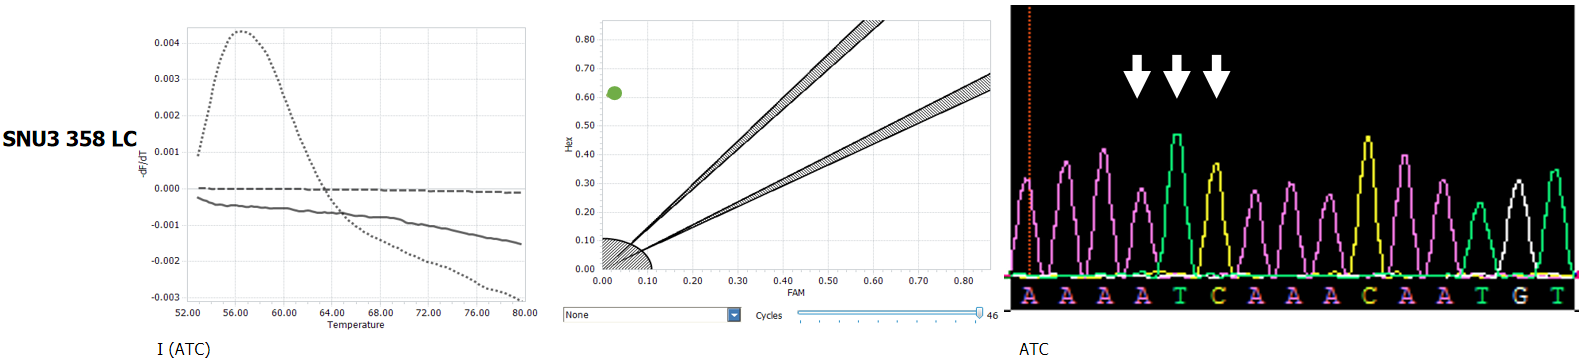 SNU3 358 LC
-dF/dT
0.004
0.003
0.002
0.001
0.000
-0.001
-0.002
-0.003
52.00 56.00 60.00 64.00 68.00 72.00 76.00 80.00
Temperature
I (ATC)
Hex
0.80
0.70
0.60
0.50
0.40
0.30
0.20
0.10
0.00
0.00 0.10 0.20 0.30 0.40 0.50 0.60 0.70 0.80
FAM
None Cycles 46
A A A A T C A A A C A A T G T
ATC